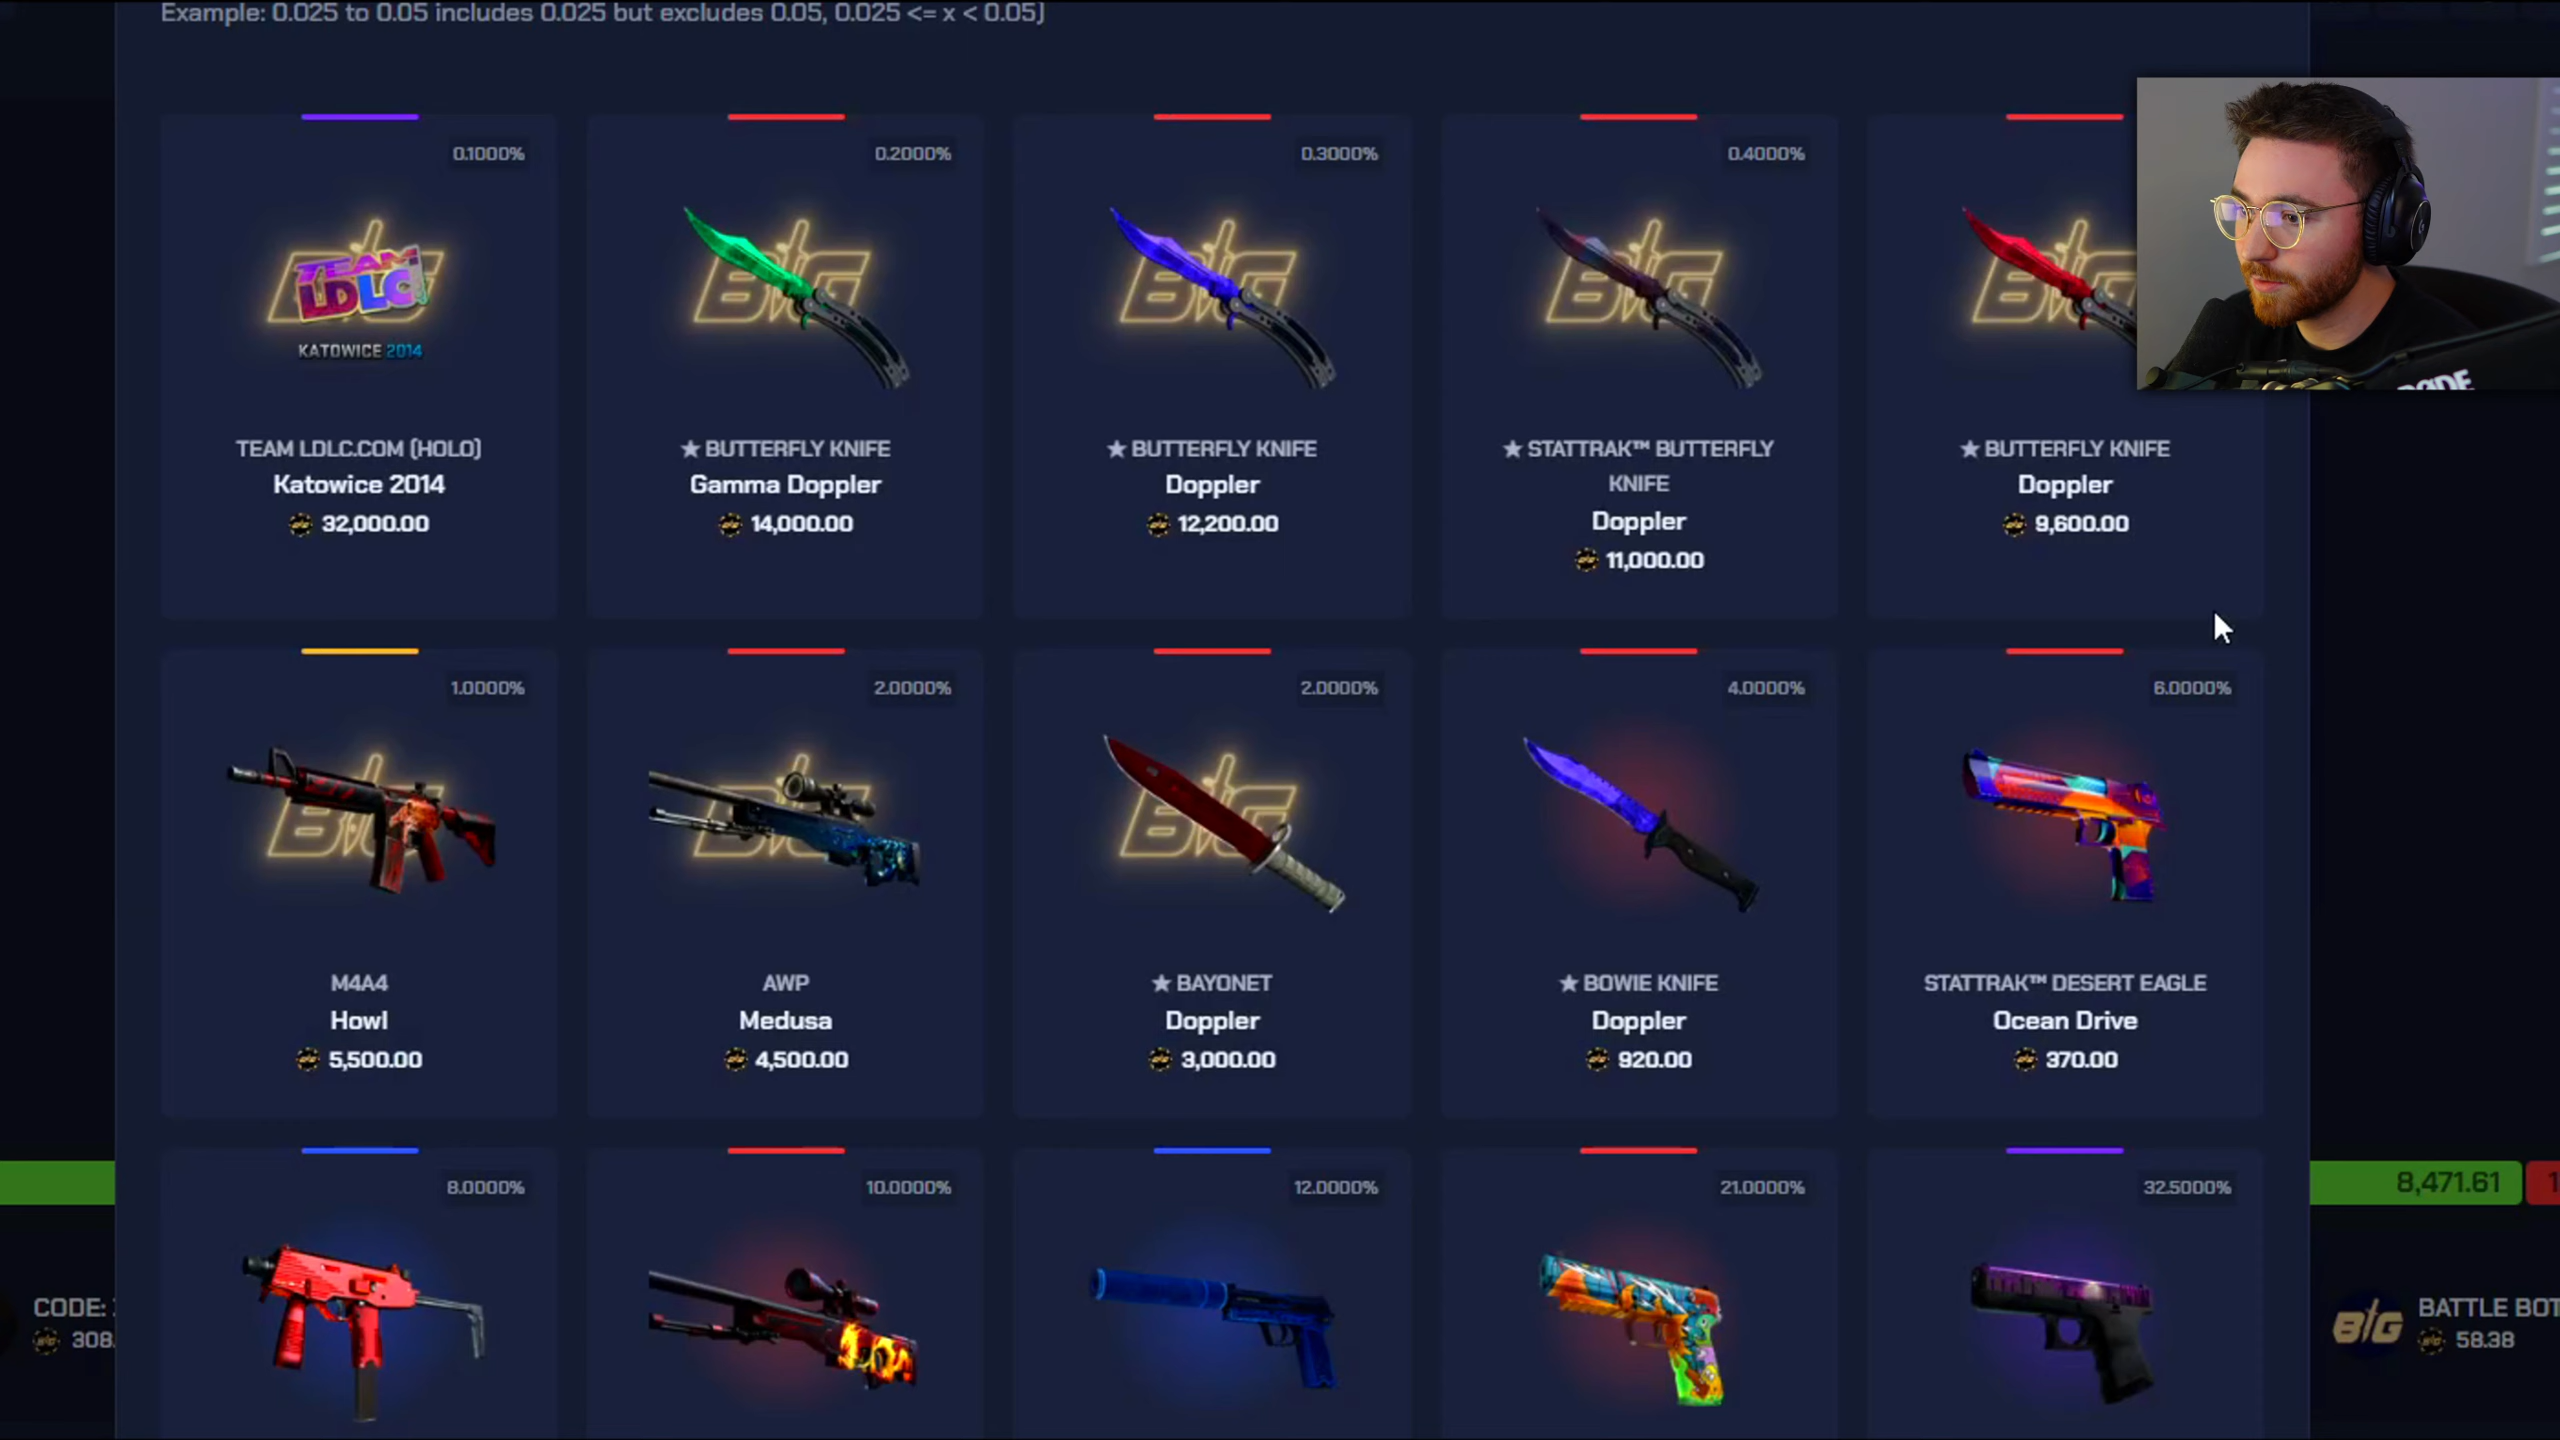 Example: 0.025 to 0.05 includes 0.025 but excludes 0.05, 0.025 <= x < 0.05)
0.1000%
TEAM
LDLC
KATOWICE 2014
TEAM LDLC.COM (HOLO)
Katowice 2014
32,000.00
0.2000%
BIG
★ BUTTERFLY KNIFE
Gamma Doppler
14,000.00
0.3000%
BIG
★ BUTTERFLY KNIFE
Doppler
12,200.00
0.4000%
BIG
★ STATTRAK™ BUTTERFLY
KNIFE
Doppler
11,000.00
★ BUTTERFLY KNIFE
Doppler
9,600.00
1.0000%
M4A4
Howl
5,500.00
2.0000%
AWP
Medusa
4,500.00
2.0000%
BIG
★ BAYONET
Doppler
3,000.00
4.0000%
★ BOWIE KNIFE
Doppler
920.00
6.0000%
STATTRAK™ DESERT EAGLE
Ocean Drive
370.00
8.0000%
10.0000%
12.0000%
21.0000%
32.5000%
8,471.61
CODE:
308.
BIG
BATTLE BOT
58.38